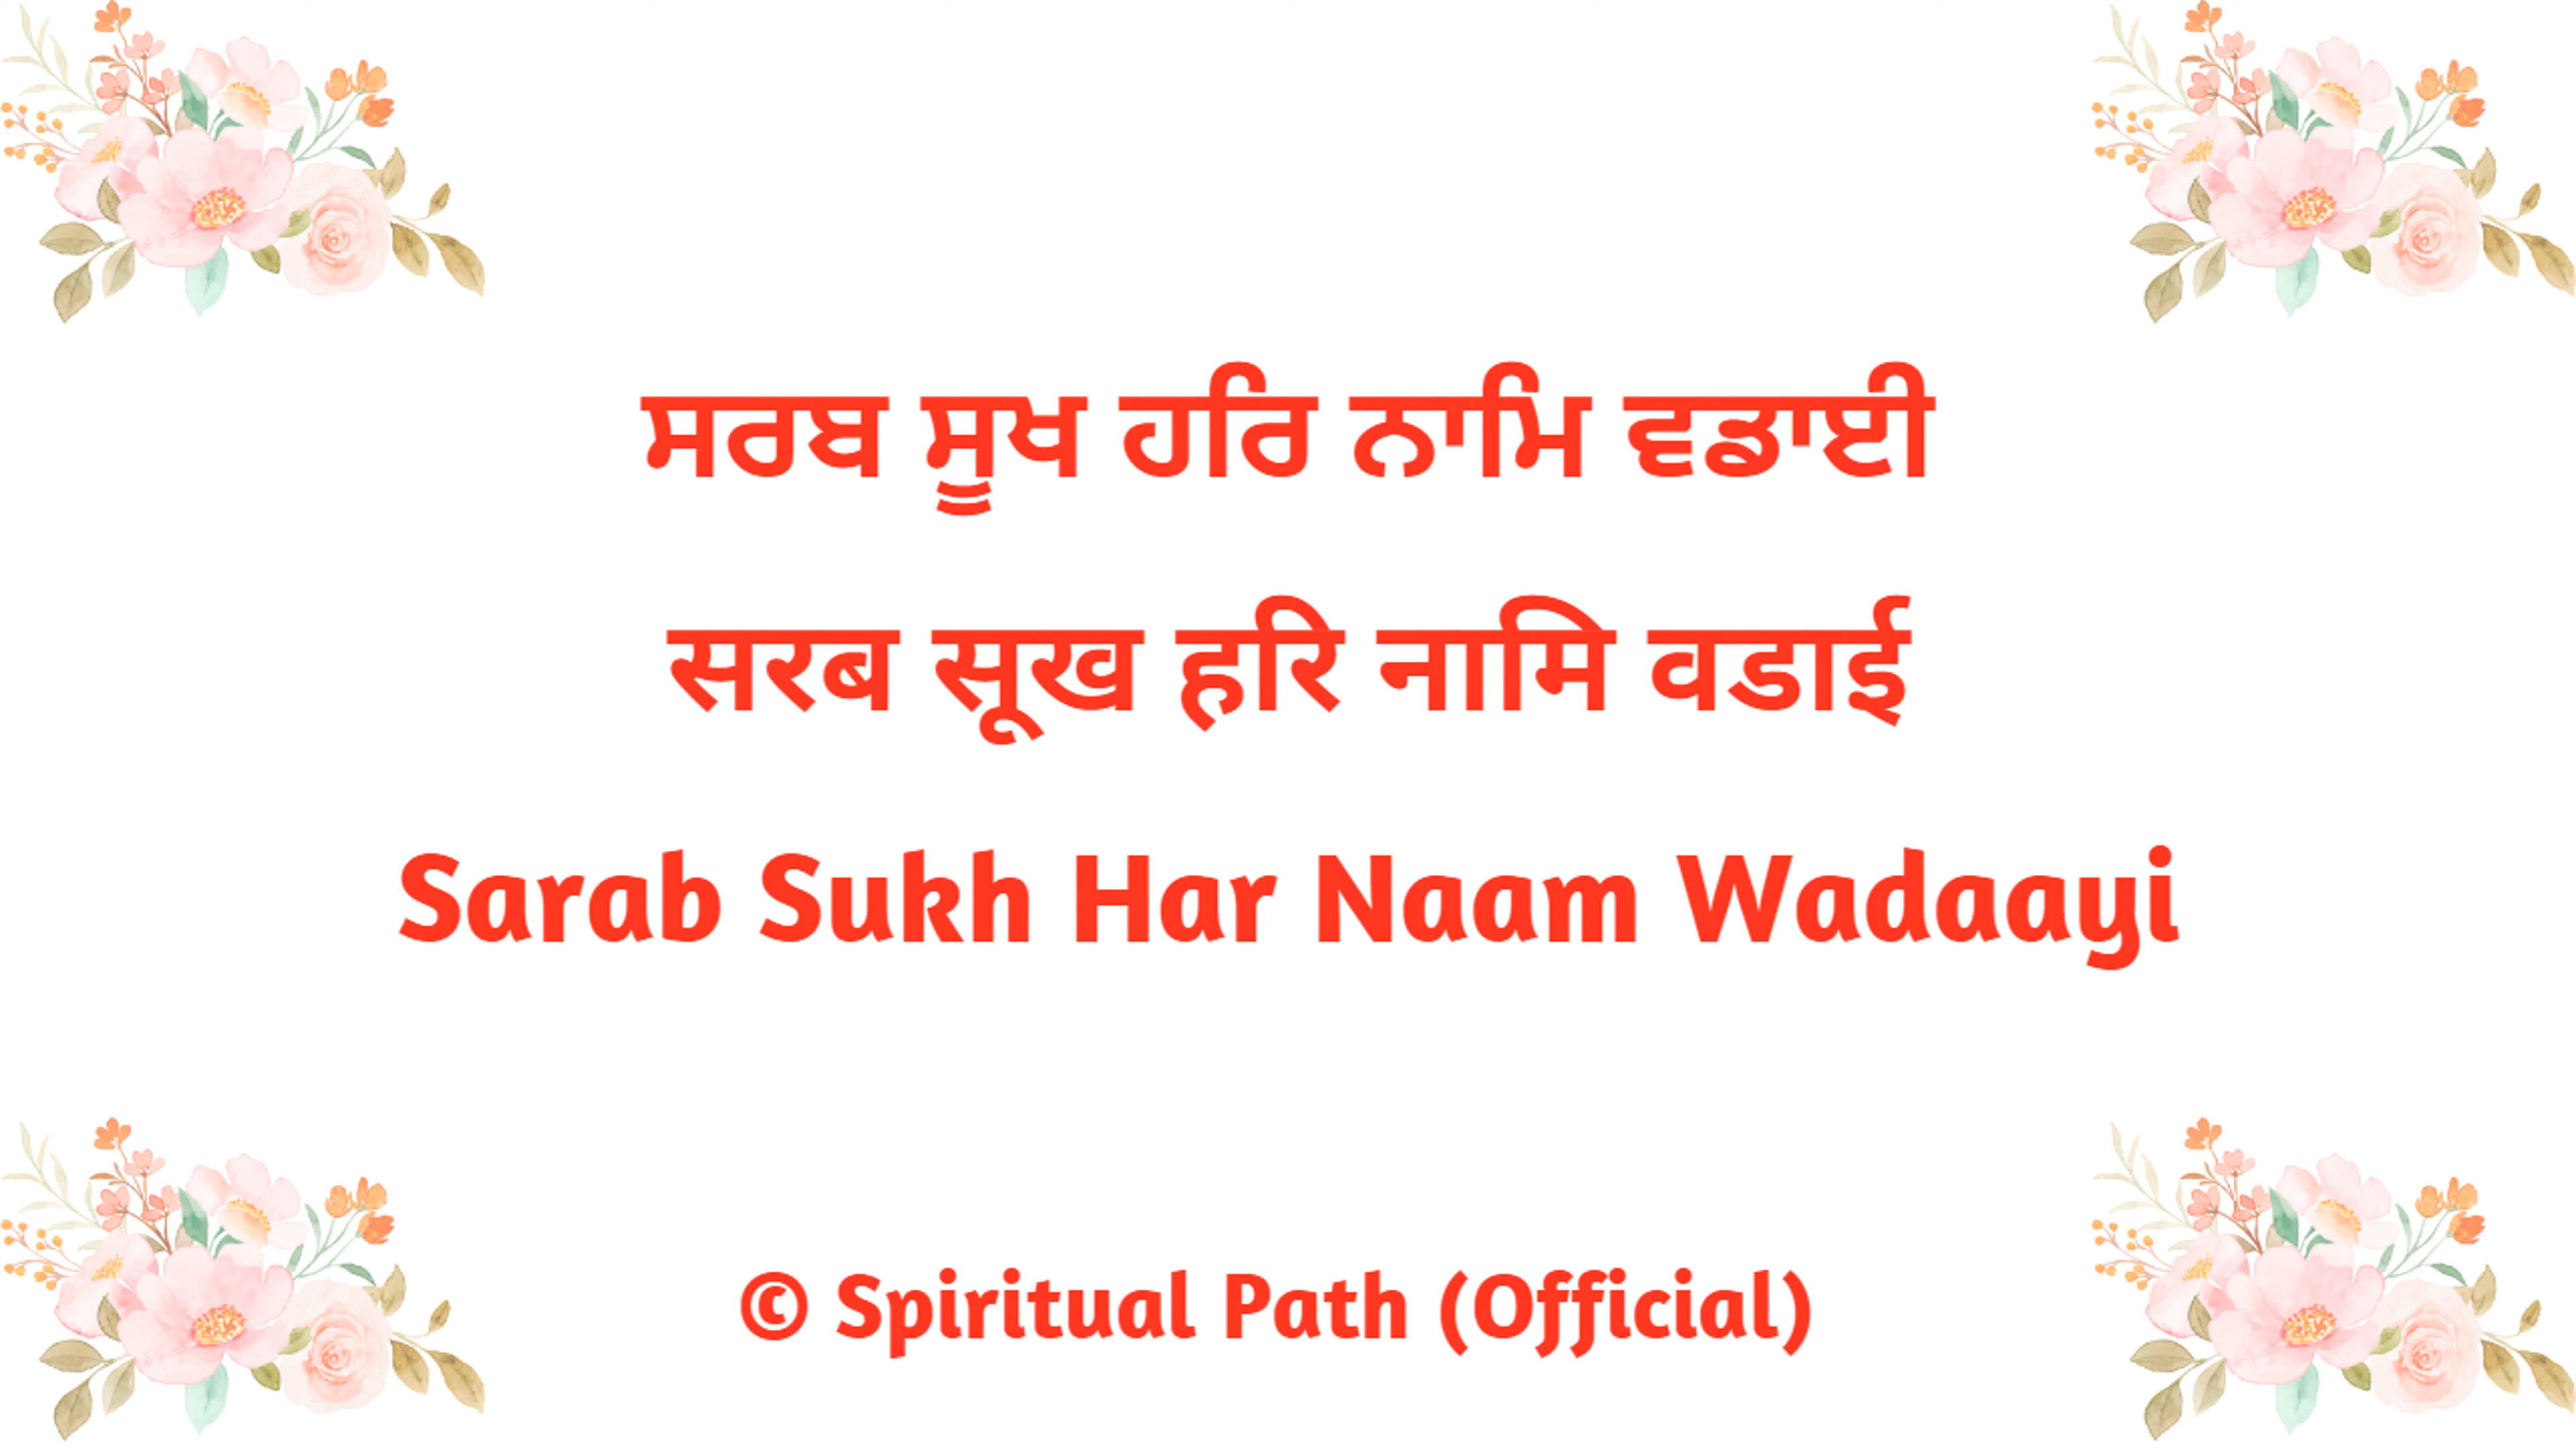 ਸਰਬ ਸੂਖ ਹਰਿ ਨਾਮਿ ਵਡਾਈ
सरब सूख हरि नामि वडाई
Sarab Sukh Har Naam Wadaayi
© Spiritual Path (Official)